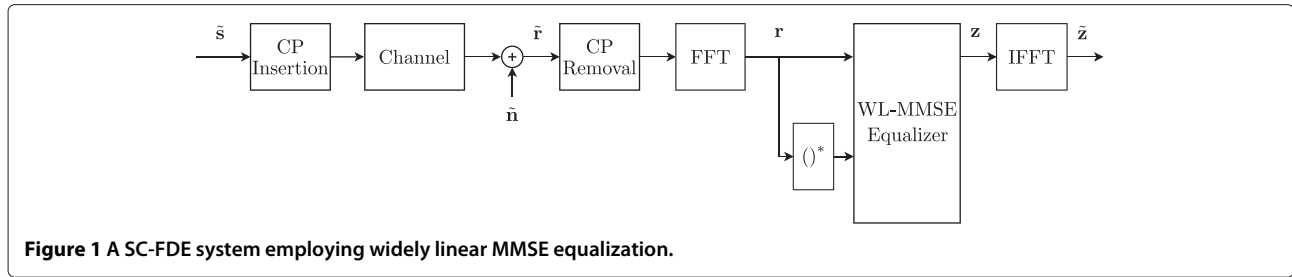 s̃
CP
Insertion
Channel
+
ñ
r̃
CP
Removal
FFT
r
()*
WL-MMSE
Equalizer
z
IFFT
z̃
Figure 1 A SC-FDE system employing widely linear MMSE equalization.